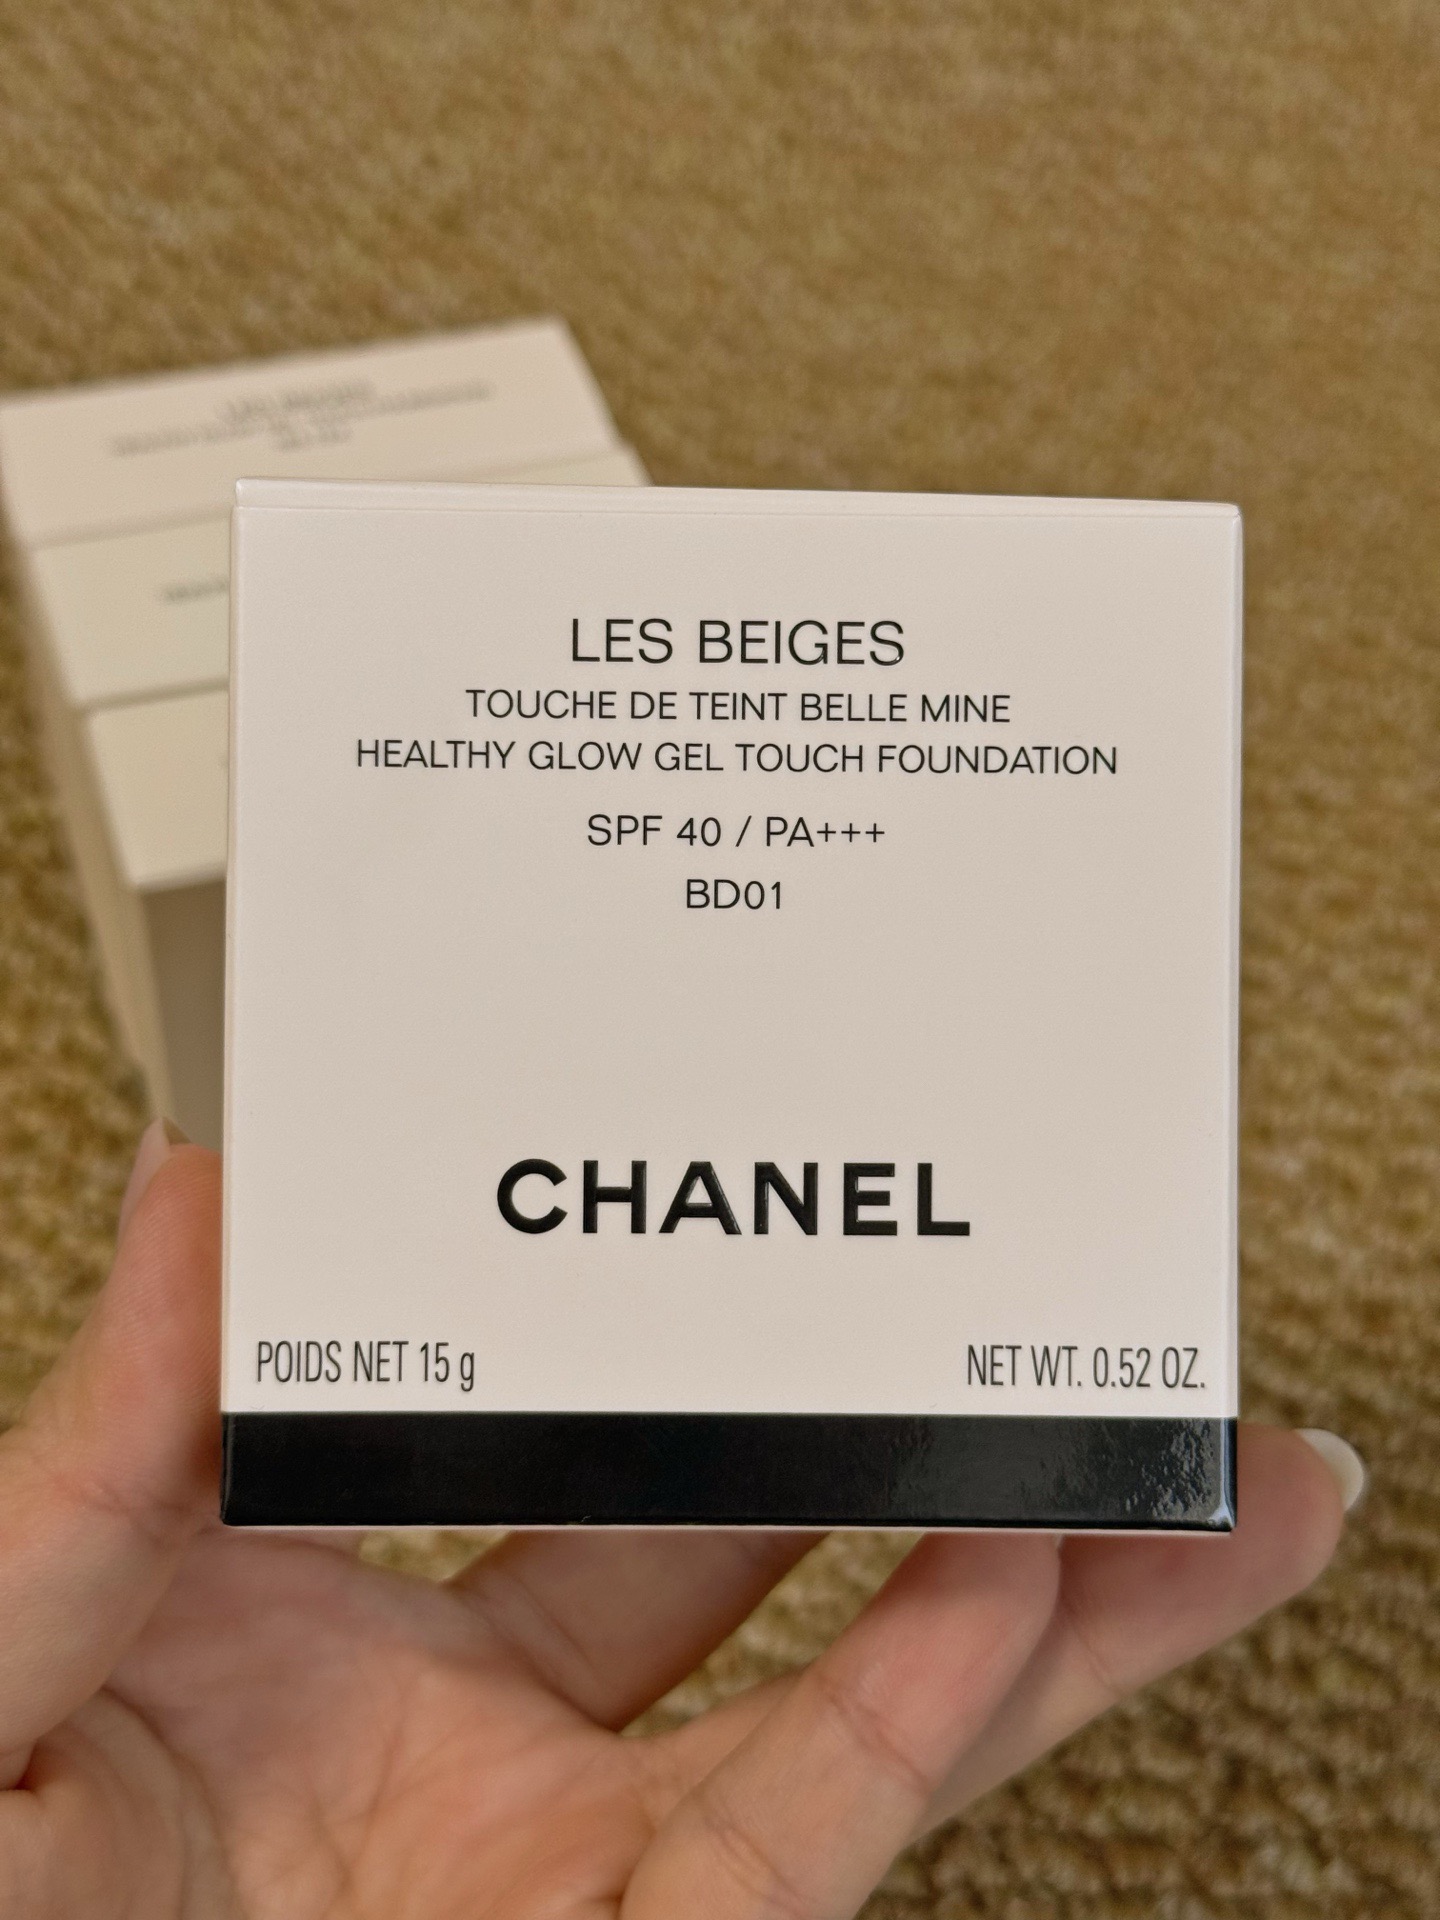 LES BEIGES
TOUCHE DE TEINT BELLE MINE
HEALTHY GLOW GEL TOUCH FOUNDATION
SPF 40 / PA+++
BD01
CHANEL
POIDS NET 15 g
NET WT. 0.52 OZ.